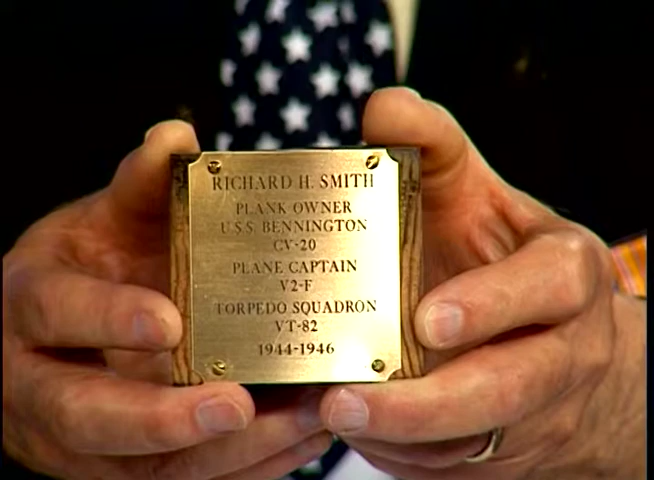 RICHARD H. SMITH
PLANK OWNER
U.S.S. BENNINGTON
CV-20
PLANE CAPTAIN
V2-F
TORPEDO SQUADRON
VT-82
1944-1946